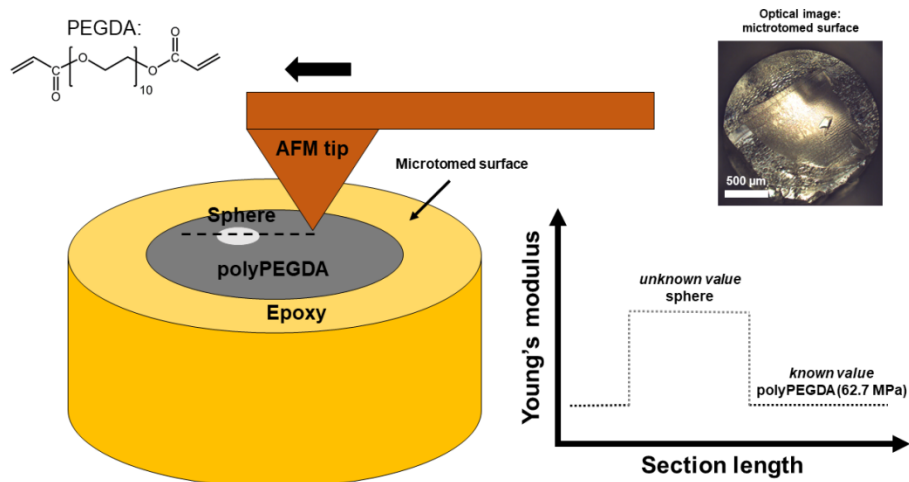 PEGDA:
O
O
O
O
10
AFM tip
Microtomed surface
Sphere
polyPEGDA
Epoxy
Optical image:
mictrotomed surface
500 µm
Young's modulus
unknown value
sphere
known value
polyPEGDA (62.7 MPa)
Section length